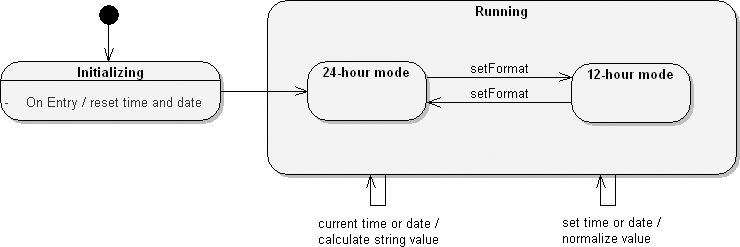 Running
Initializing
- On Entry / reset time and date
24-hour mode
setFormat
setFormat
12-hour mode
current time or date /
calculate string value
set time or date /
normalize value